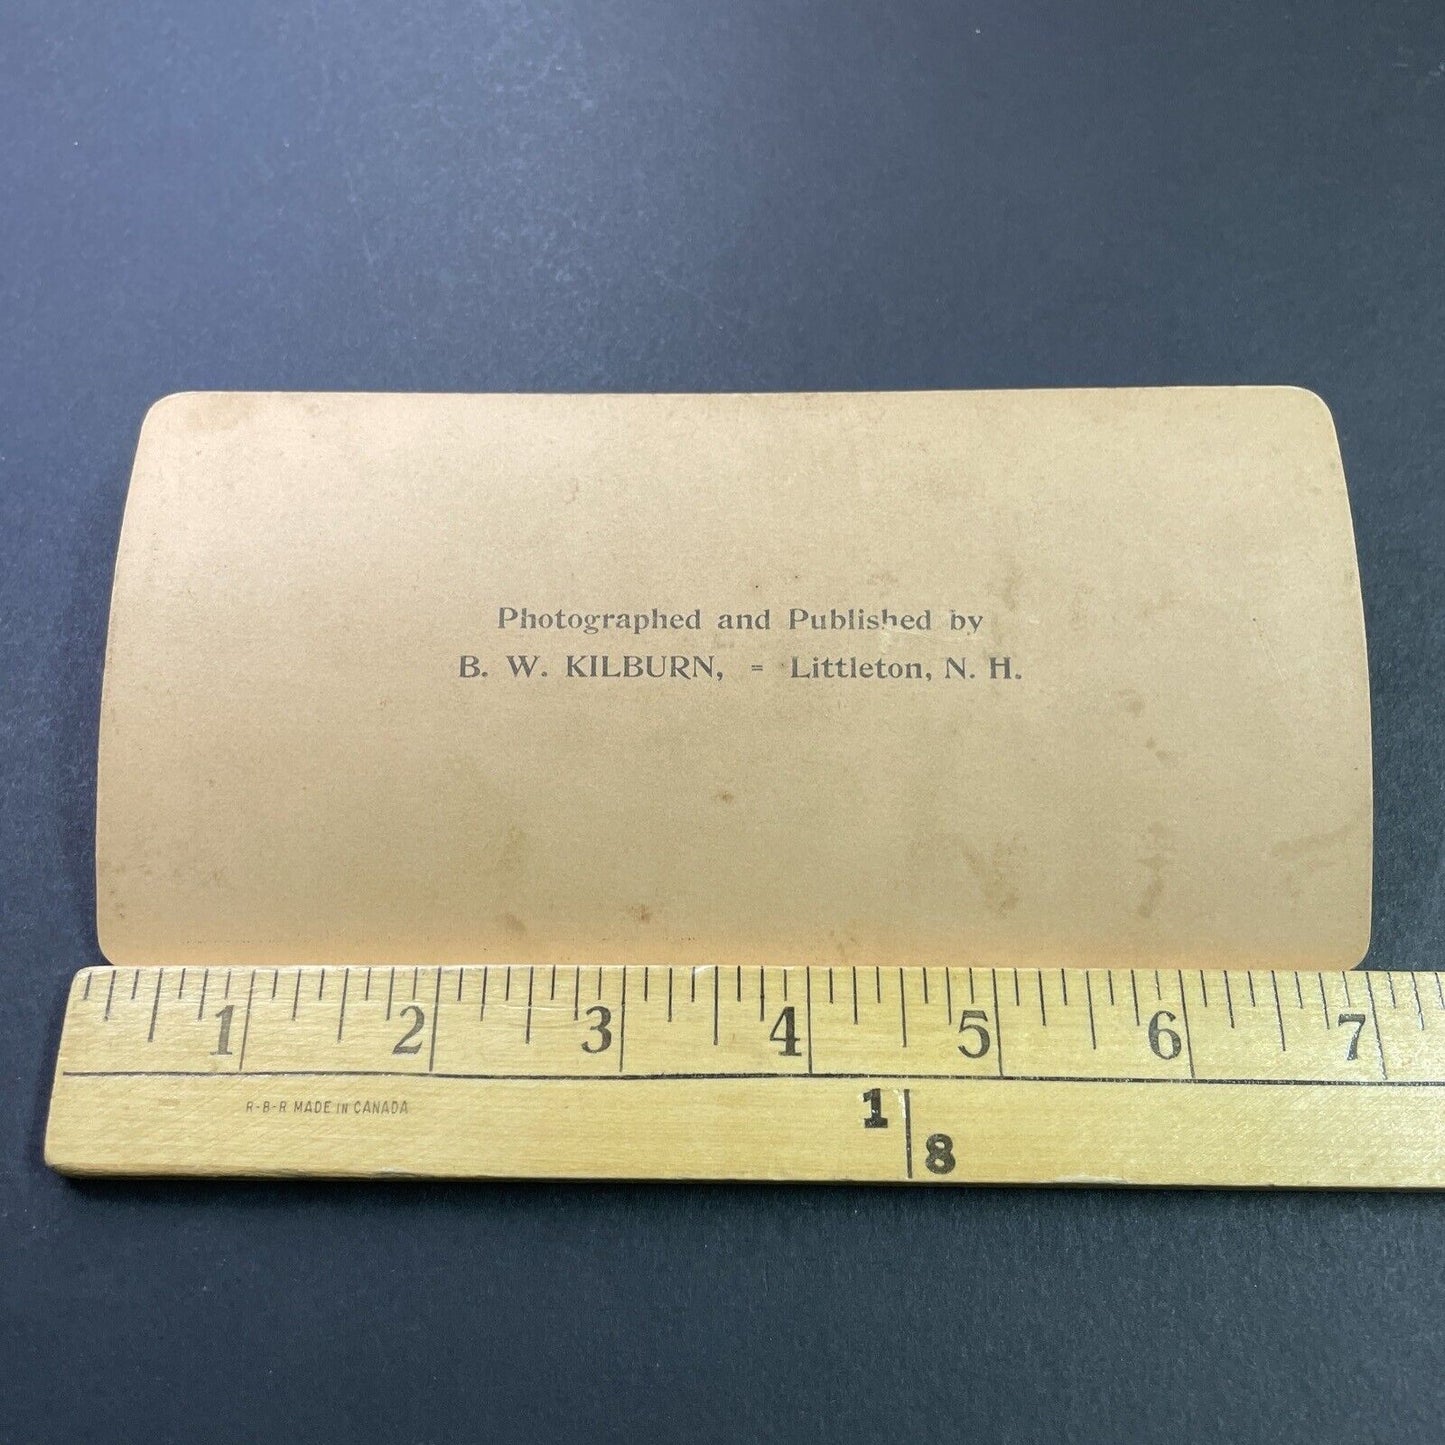 Photographed and Published by
B. W. KILBURN, = Littleton, N. H.
1 2 3 4 5 6 7
R-B-R MADE IN CANADA
1
8